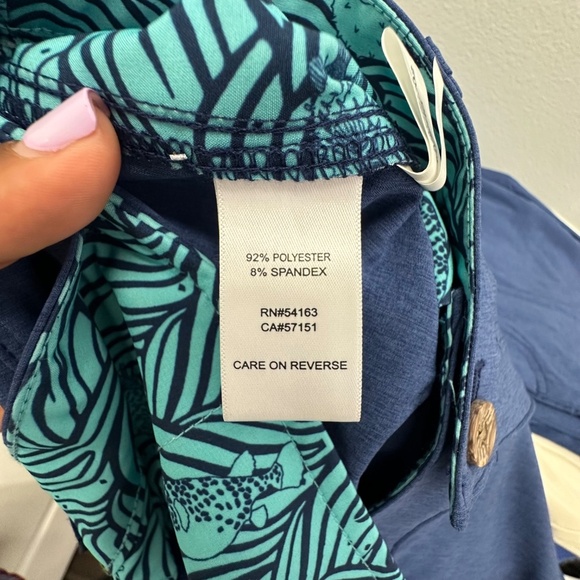 92% POLYESTER
8% SPANDEX
RN#54163
CA#57151
CARE ON REVERSE